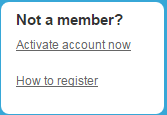 Not a member?
Activate account now
How to register